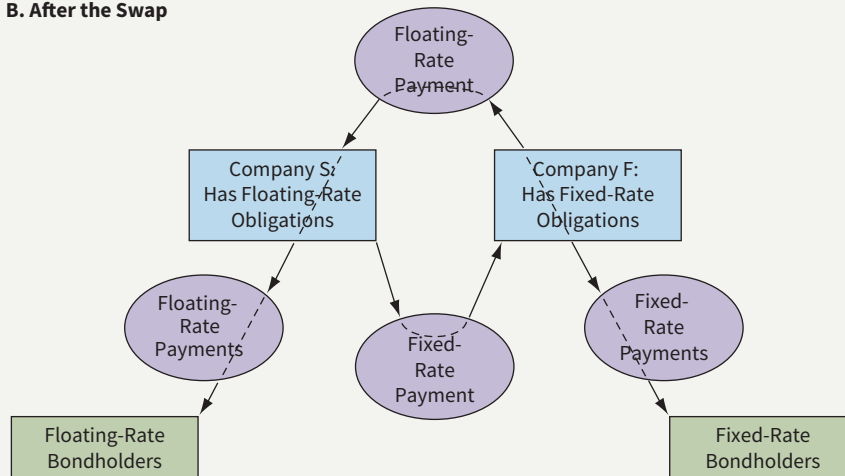 B. After the Swap
Floating-
Rate
Payment
Company S:
Has Floating-Rate
Obligations
Company F:
Has Fixed-Rate
Obligations
Floating-
Rate
Payments
Fixed-
Rate
Payment
Fixed-
Rate
Payments
Floating-Rate
Bondholders
Fixed-Rate
Bondholders